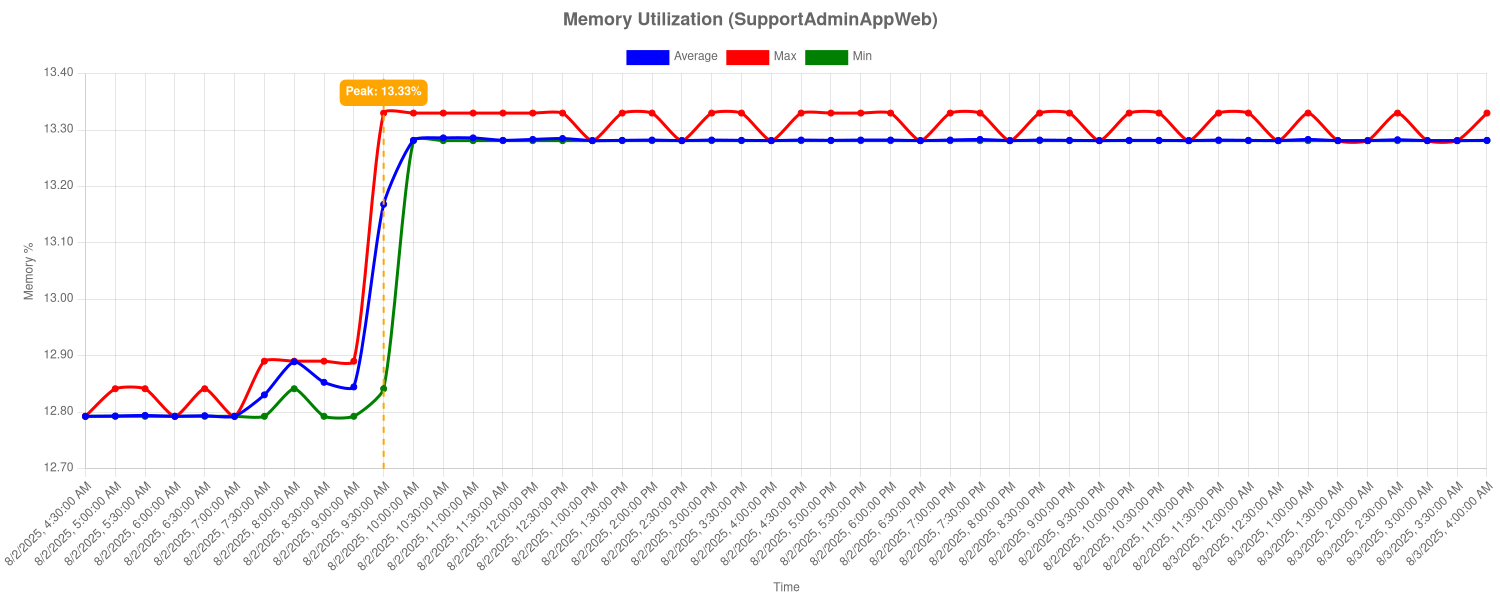 Memory Utilization (SupportAdminAppWeb)
Average Max Min
Peak: 13.33%
13.40
13.30
13.20
13.10
13.00
12.90
12.80
12.70
Memory %
8/2/2025, 4:30:00 AM
8/2/2025, 5:00:00 AM
8/2/2025, 5:30:00 AM
8/2/2025, 6:00:00 AM
8/2/2025, 6:30:00 AM
8/2/2025, 7:00:00 AM
8/2/2025, 7:30:00 AM
8/2/2025, 8:00:00 AM
8/2/2025, 8:30:00 AM
8/2/2025, 9:00:00 AM
8/2/2025, 9:30:00 AM
8/2/2025, 10:00:00 AM
8/2/2025, 10:30:00 AM
8/2/2025, 11:00:00 AM
8/2/2025, 11:30:00 AM
8/2/2025, 12:00:00 PM
8/2/2025, 12:30:00 PM
8/2/2025, 1:00:00 PM
8/2/2025, 1:30:00 PM
8/2/2025, 2:00:00 PM
8/2/2025, 2:30:00 PM
8/2/2025, 3:00:00 PM
8/2/2025, 3:30:00 PM
8/2/2025, 4:00:00 PM
8/2/2025, 4:30:00 PM
8/2/2025, 5:00:00 PM
8/2/2025, 5:30:00 PM
8/2/2025, 6:00:00 PM
8/2/2025, 6:30:00 PM
8/2/2025, 7:00:00 PM
8/2/2025, 7:30:00 PM
8/2/2025, 8:00:00 PM
8/2/2025, 8:30:00 PM
8/2/2025, 9:00:00 PM
8/2/2025, 9:30:00 PM
8/2/2025, 10:00:00 PM
8/2/2025, 10:30:00 PM
8/2/2025, 11:00:00 PM
8/2/2025, 11:30:00 PM
8/3/2025, 12:00:00 AM
8/3/2025, 12:30:00 AM
8/3/2025, 1:00:00 AM
8/3/2025, 1:30:00 AM
8/3/2025, 2:00:00 AM
8/3/2025, 2:30:00 AM
8/3/2025, 3:00:00 AM
8/3/2025, 3:30:00 AM
8/3/2025, 4:00:00 AM
Time